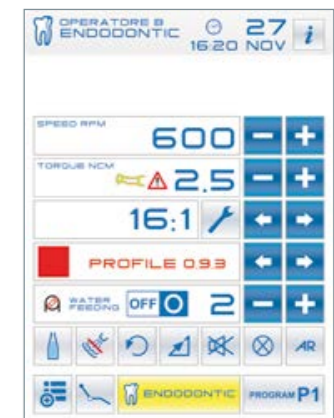 OPERATORE B
ENDODONTIC
16:20
27
NOV
i
SPEED RPM
600
TORQUE NCM
2.5
16:1
PROFILE 0.9.3
WATER
FEEDING
OFF
2
AR
ENDODONTIC
PROGRAM P1